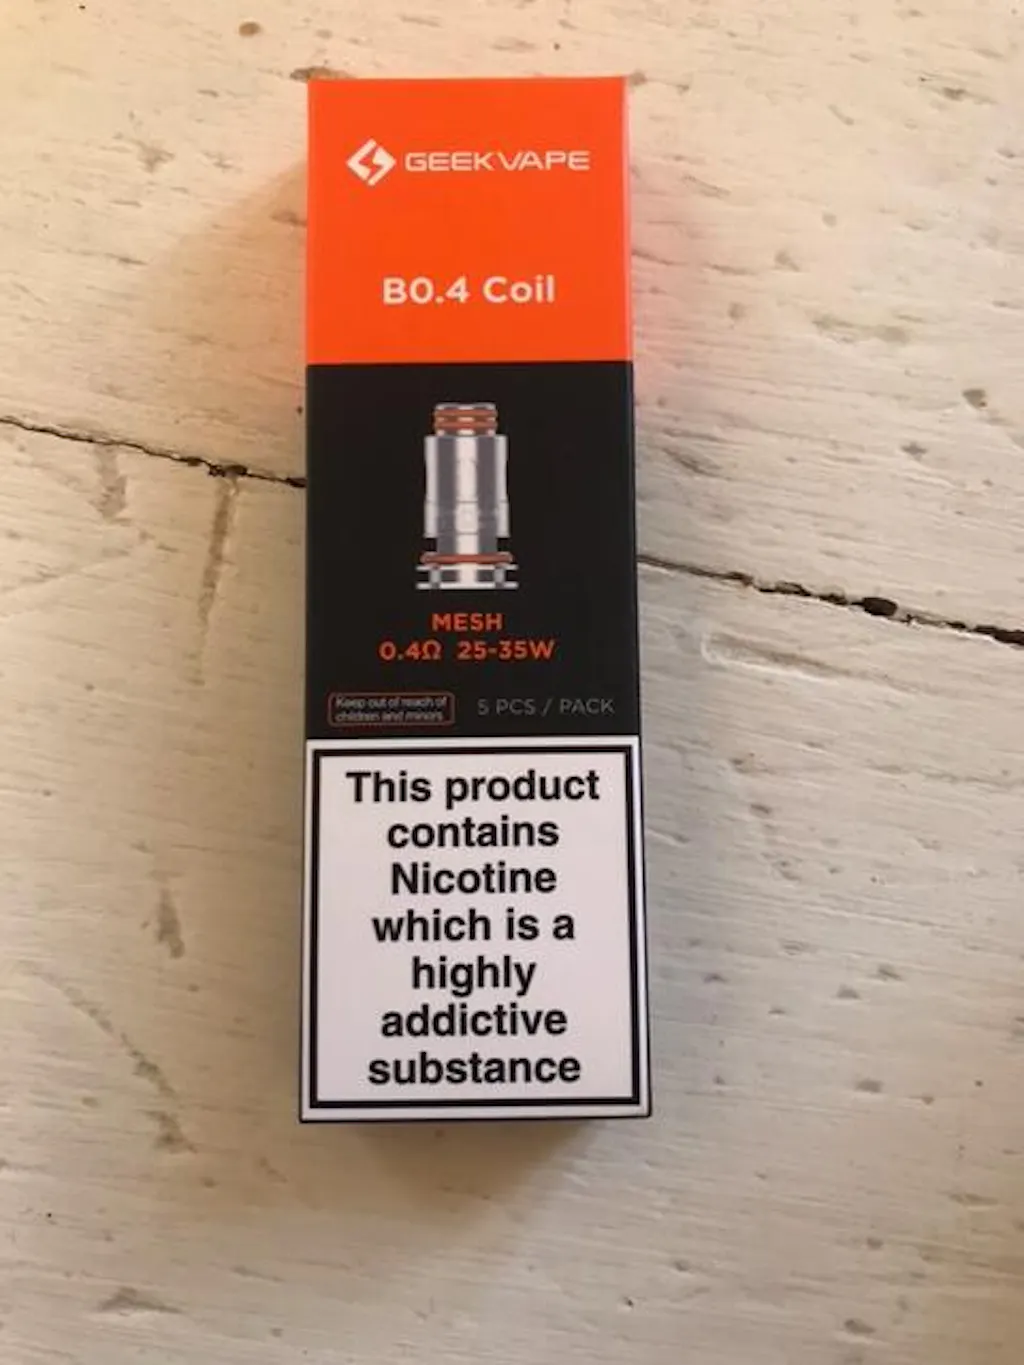 GEEKVAPE
B0.4 Coil
MESH
0.4Ω 25-35W
Keep out of reach of
children and minors
5 PCS / PACK
This product
contains
Nicotine
which is a
highly
addictive
substance